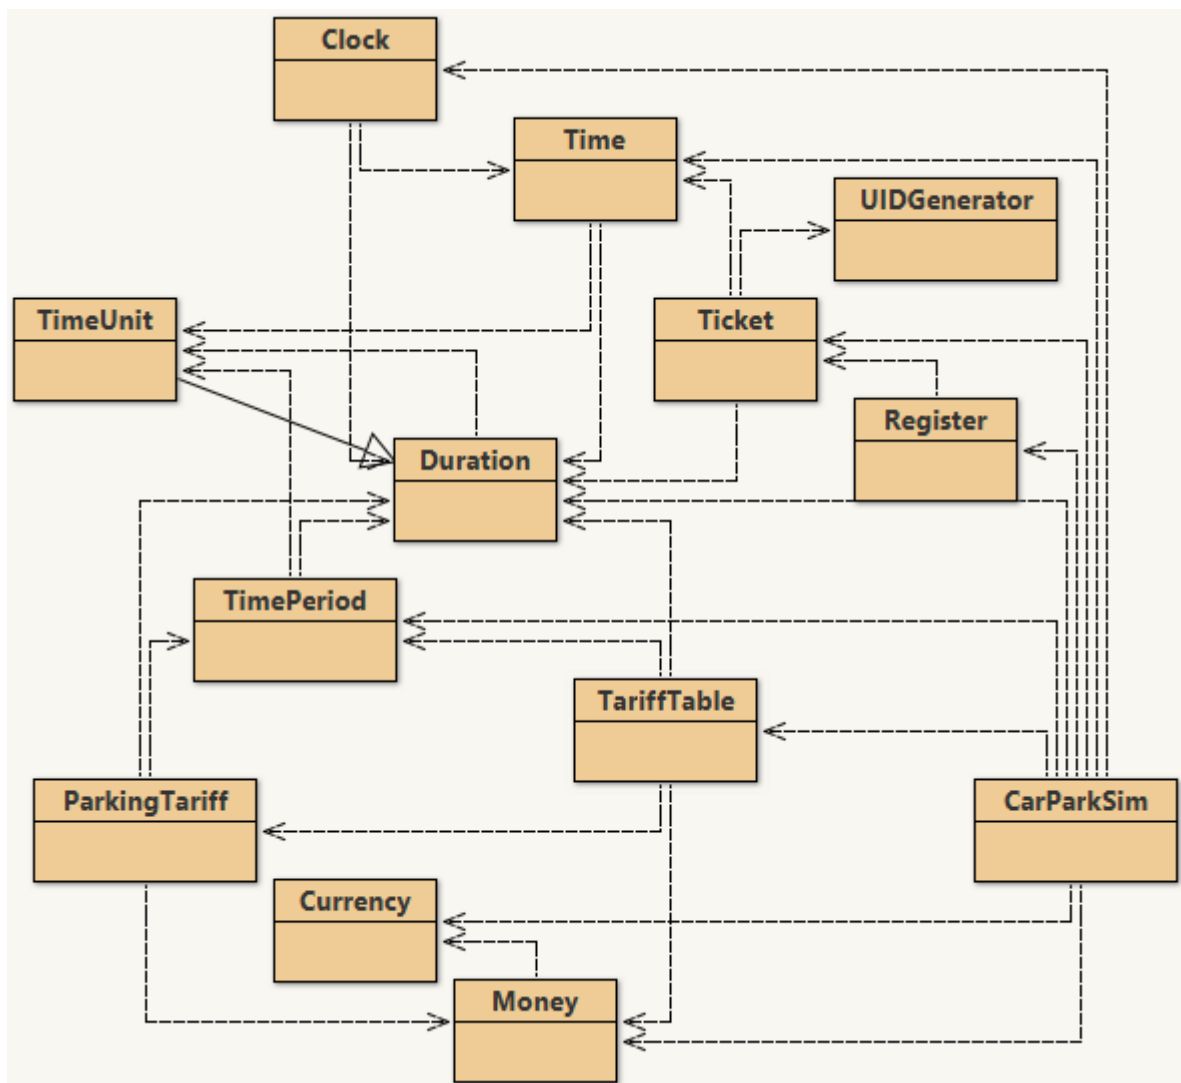 Clock
Time
UIDGenerator
TimeUnit
Ticket
Register
Duration
TimePeriod
TariffTable
ParkingTariff
CarParkSim
Currency
Money